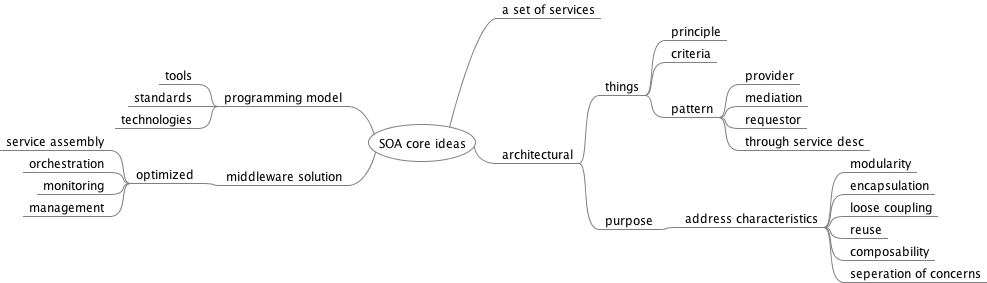 SOA core ideas
a set of services
architectural
things
principle
criteria
pattern
provider
mediation
requestor
through service desc
purpose
address characteristics
modularity
encapsulation
loose coupling
reuse
composability
seperation of concerns
programming model
tools
standards
technologies
middleware solution
optimized
service assembly
orchestration
monitoring
management